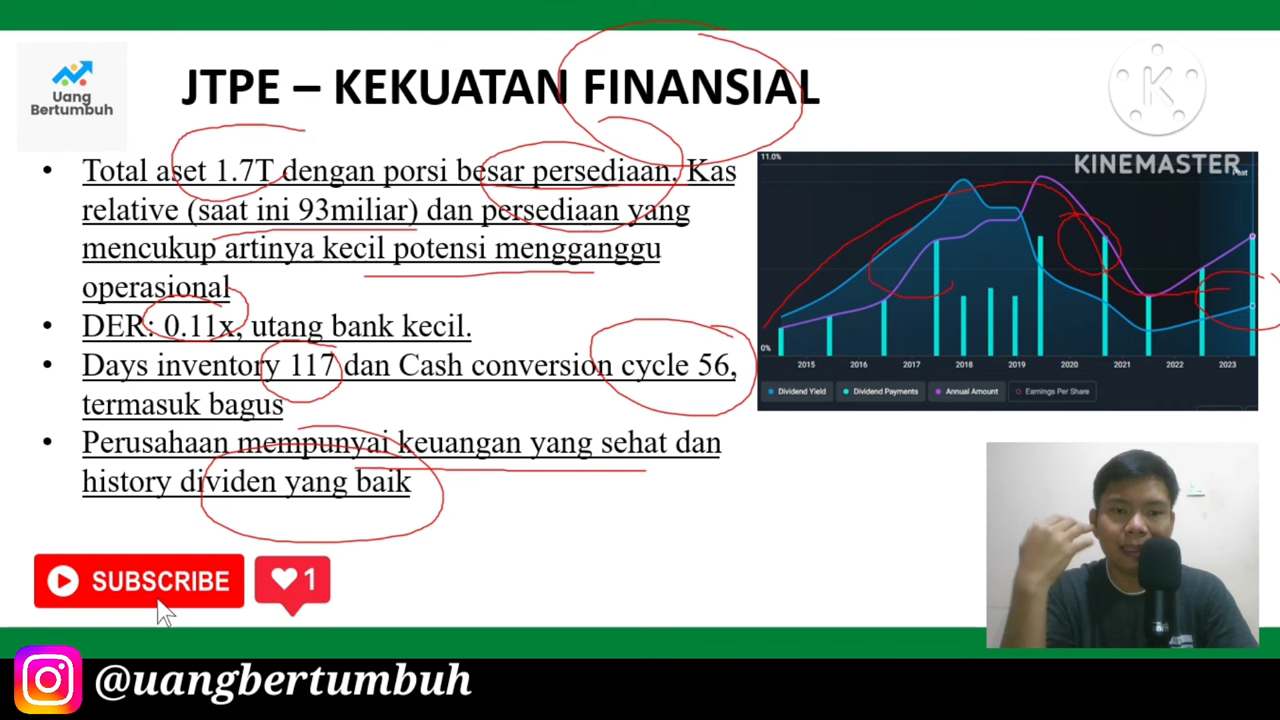 JTPE – KEKUATAN FINANSIAL
Uang
Bertumbuh
K
• Total aset 1.7T dengan porsi besar persediaan, Kas
relative (saat ini 93miliar) dan persediaan yang
mencukup artinya kecil potensi mengganggu
operasional
• DER: 0.11x, utang bank kecil.
• Days inventory 117 dan Cash conversion cycle 56,
termasuk bagus
• Perusahaan mempunyai keuangan yang sehat dan
history dividen yang baik
11.0%
KINEMASTER
Past
0%
2015 2016 2017 2018 2019 2020 2021 2022 2023
Dividend Yield Dividend Payments Annual Amount Earnings Per Share
SUBSCRIBE
1
@uangbertumbuh